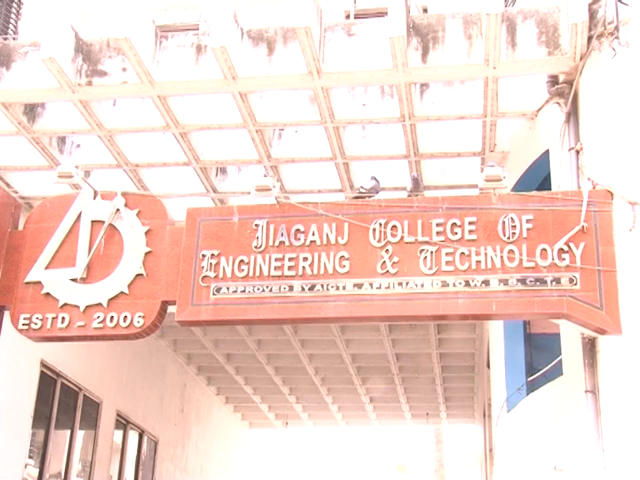 JIAGANJ COLLEGE OF
ENGINEERING & TECHNOLOGY
(APPROVED BY AICTE, AFFILIATED TO W. B. S. C. T. E)
ESTD - 2006